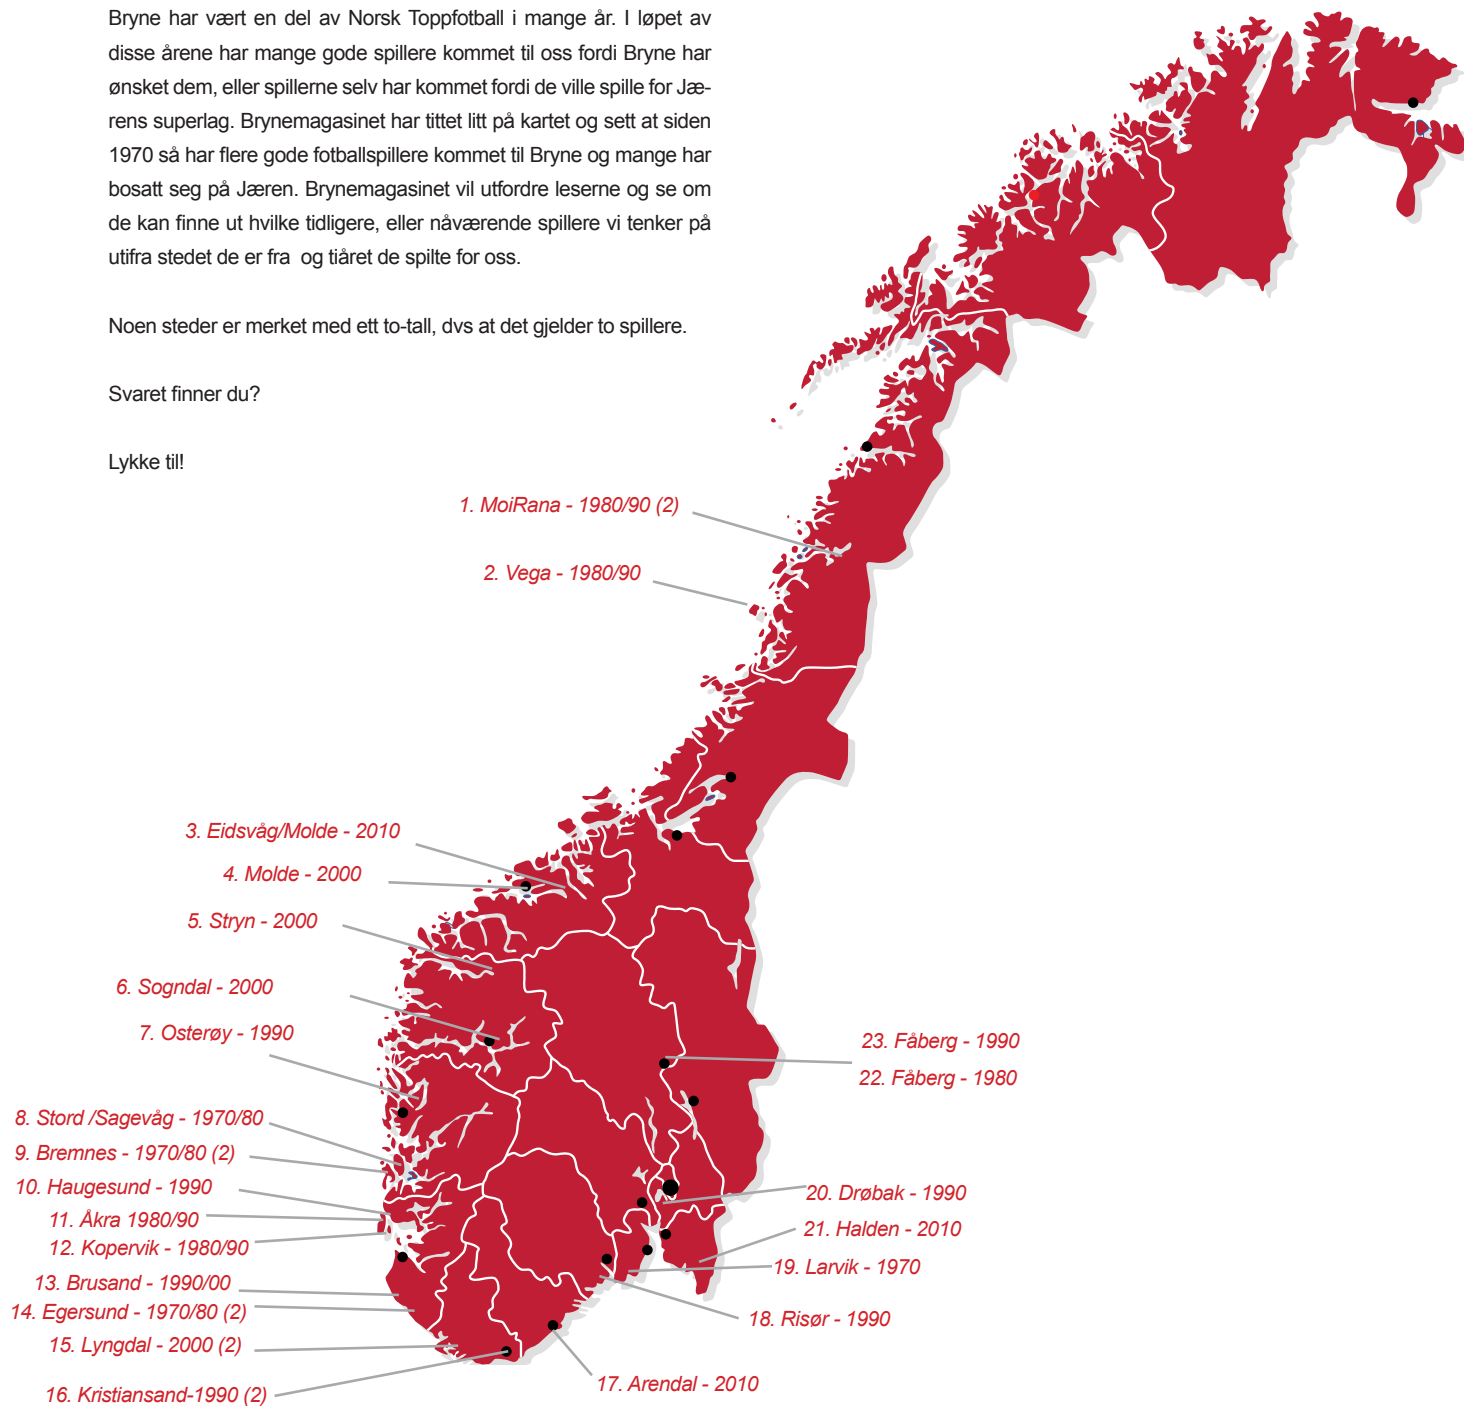 Bryne har vært en del av Norsk Toppfotball i mange år. I løpet av
disse årene har mange gode spillere kommet til oss fordi Bryne har
ønsket dem, eller spillerne selv har kommet fordi de ville spille for Jæ-
rens superlag. Brynemagasinet har tittet litt på kartet og sett at siden
1970 så har flere gode fotballspillere kommet til Bryne og mange har
bosatt seg på Jæren. Brynemagasinet vil utfordre leserne og se om
de kan finne ut hvilke tidligere, eller nåværende spillere vi tenker på
utifra stedet de er fra og tiåret de spilte for oss.
Noen steder er merket med ett to-tall, dvs at det gjelder to spillere.
Svaret finner du?
Lykke til!
1. MoiRana - 1980/90 (2)
2. Vega - 1980/90
3. Eidsvåg/Molde - 2010
4. Molde - 2000
5. Stryn - 2000
6. Sogndal - 2000
7. Osterøy - 1990
8. Stord /Sagevåg - 1970/80
9. Bremnes - 1970/80 (2)
10. Haugesund - 1990
11. Åkra 1980/90
12. Kopervik - 1980/90
13. Brusand - 1990/00
14. Egersund - 1970/80 (2)
15. Lyngdal - 2000 (2)
16. Kristiansand-1990 (2)
17. Arendal - 2010
18. Risør - 1990
19. Larvik - 1970
21. Halden - 2010
20. Drøbak - 1990
22. Fåberg - 1980
23. Fåberg - 1990